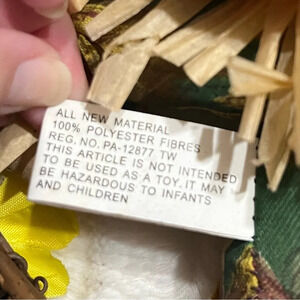 ALL NEW MATERIAL
100% POLYESTER FIBRES
REG. NO. PA-12877 TW
THIS ARTICLE IS NOT INTENDED
TO BE USED AS A TOY. IT MAY
BE HAZARDOUS TO INFANTS
AND CHILDREN